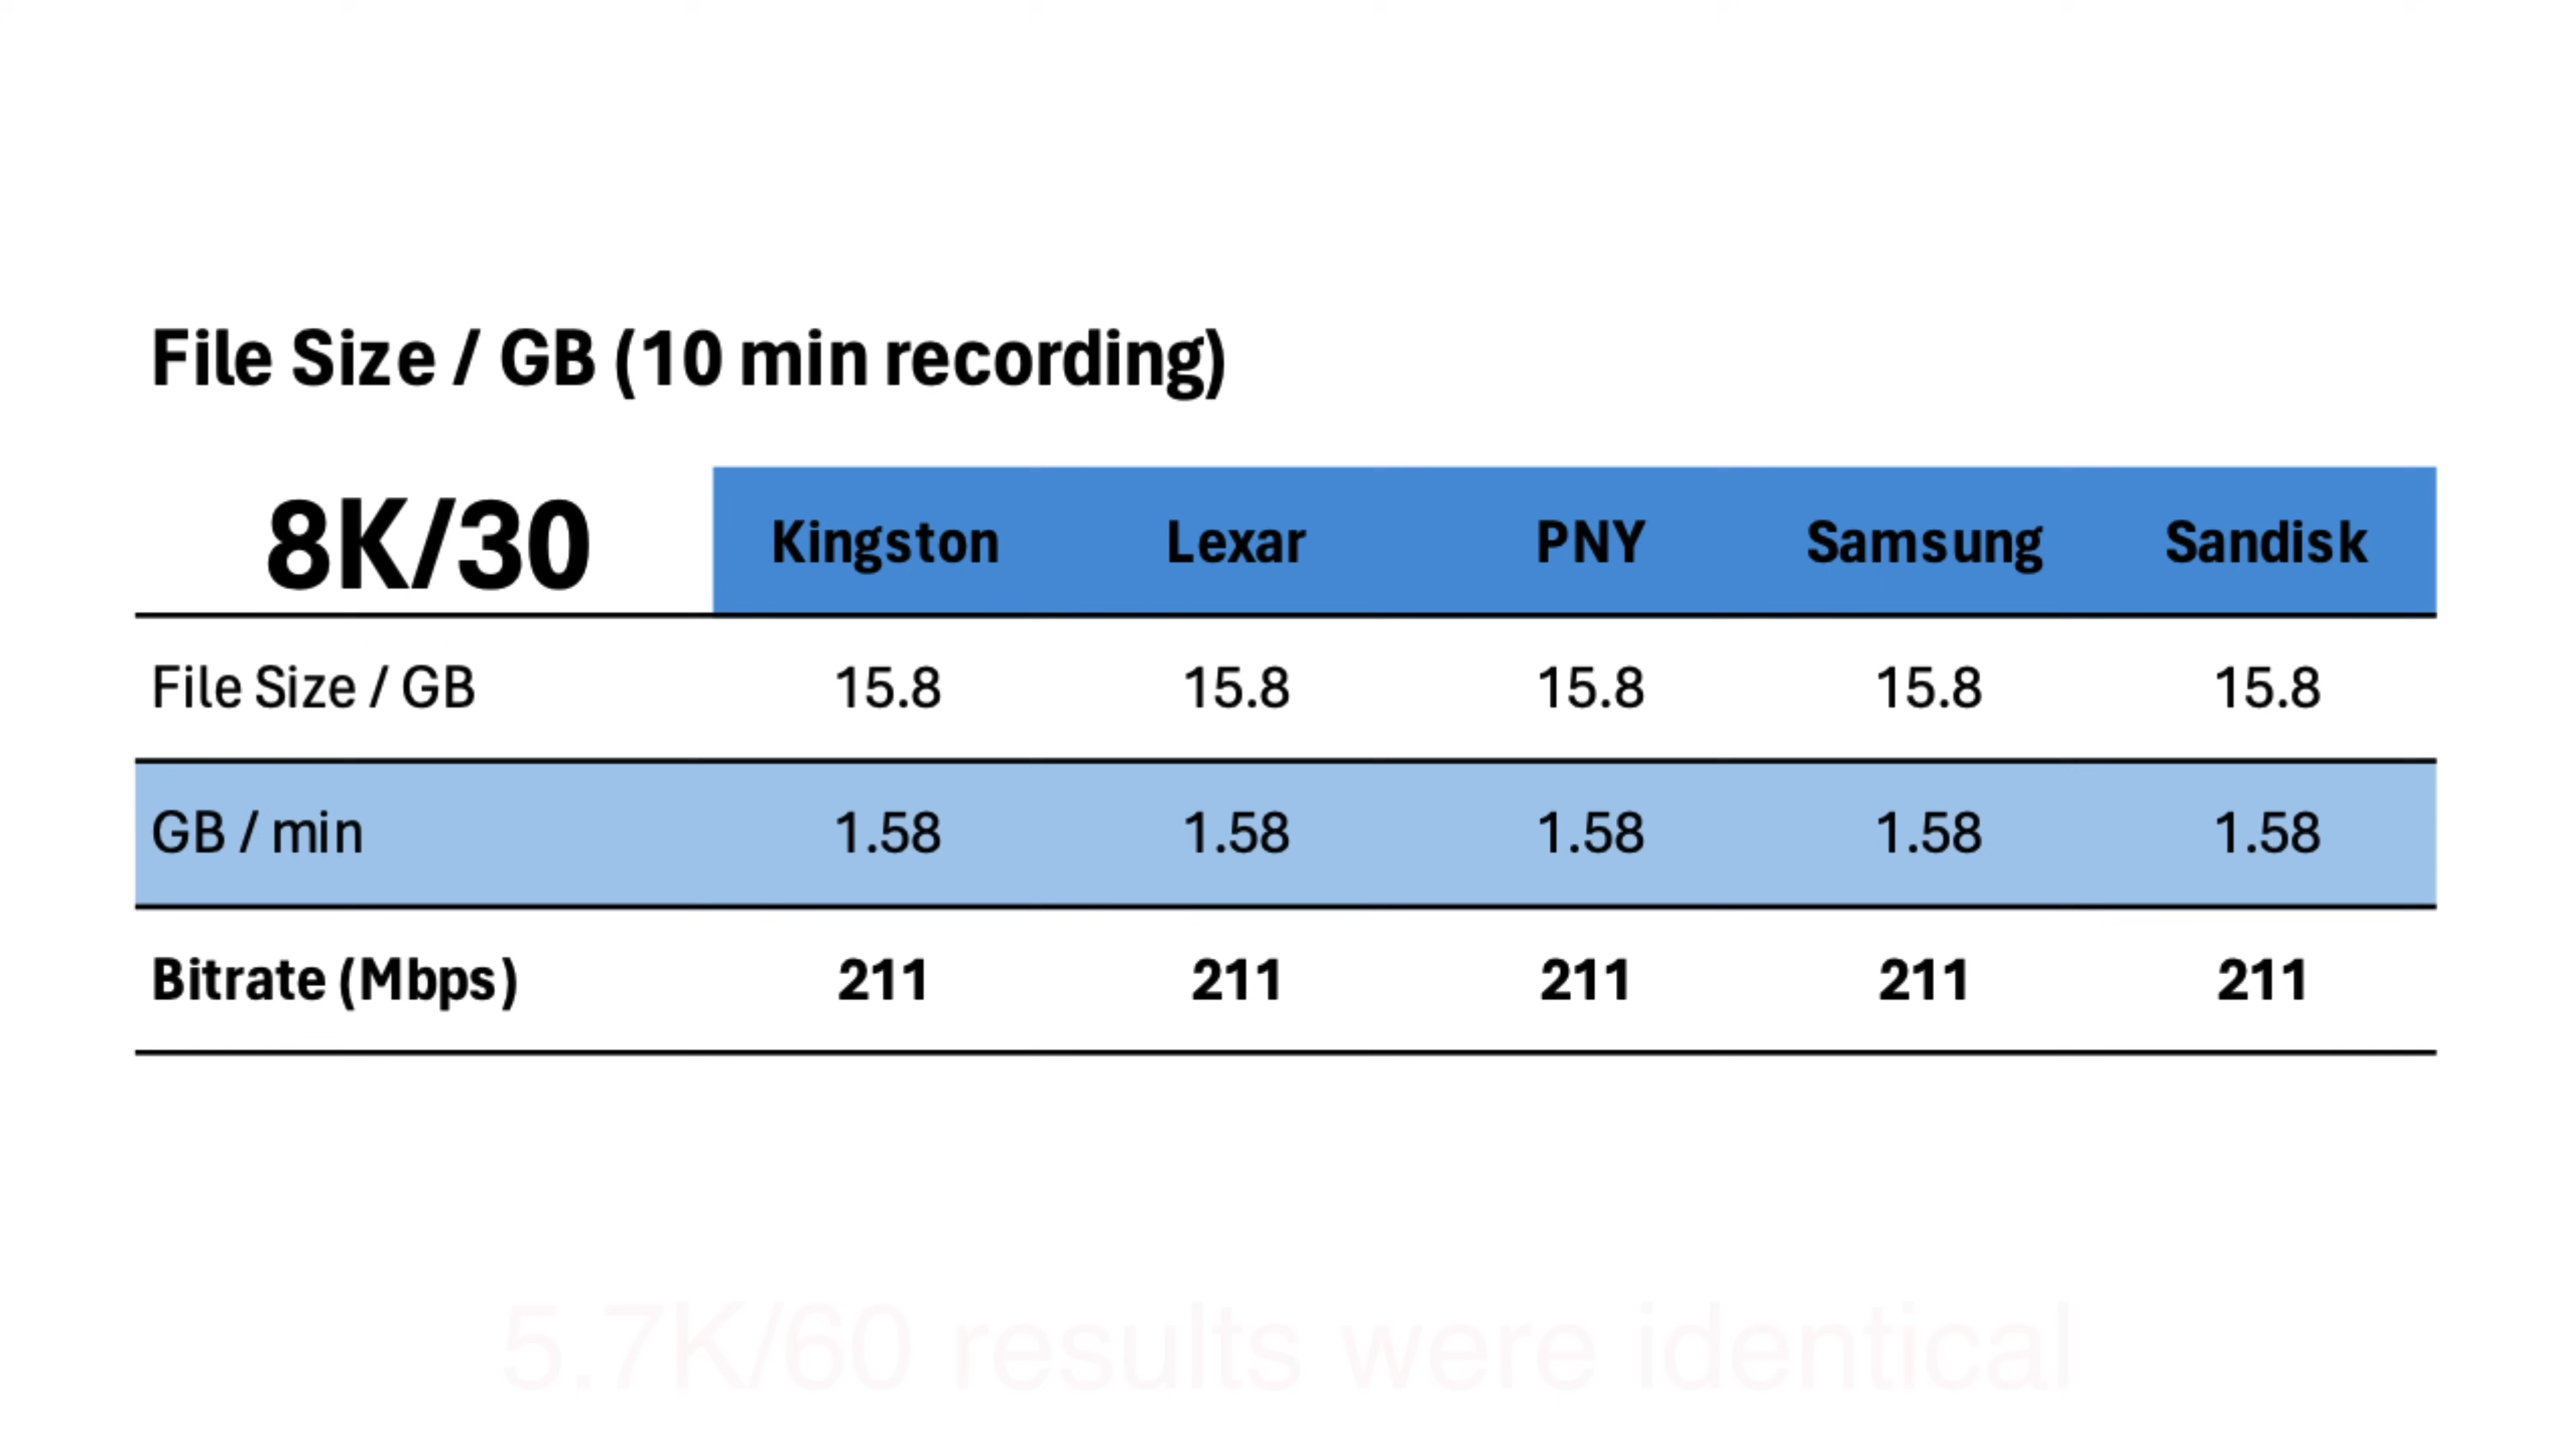 File Size / GB (10 min recording)
8K/30 Kingston Lexar PNY Samsung Sandisk
File Size / GB 15.8 15.8 15.8 15.8 15.8
GB / min 1.58 1.58 1.58 1.58 1.58
Bitrate (Mbps) 211 211 211 211 211
5.7K/60 results were identical